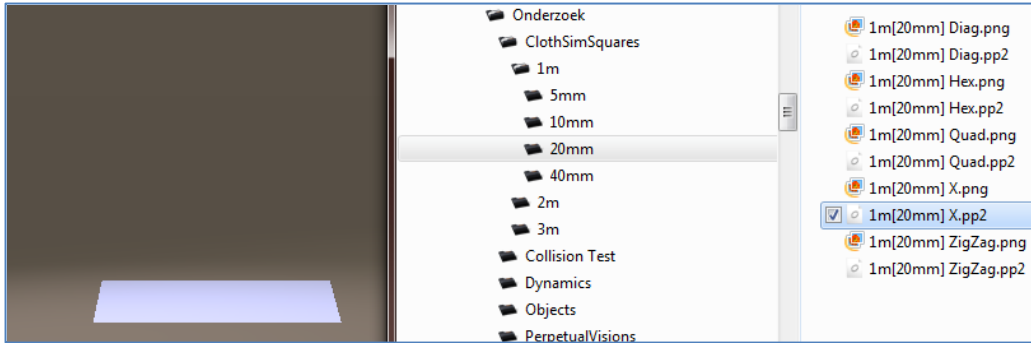 Onderzoek
ClothSimSquares
1m
5mm
10mm
20mm
40mm
2m
3m
Collision Test
Dynamics
Objects
PerpetualVisions
1m[20mm] Diag.png
1m[20mm] Diag.pp2
1m[20mm] Hex.png
1m[20mm] Hex.pp2
1m[20mm] Quad.png
1m[20mm] Quad.pp2
1m[20mm] X.png
1m[20mm] X.pp2
1m[20mm] ZigZag.png
1m[20mm] ZigZag.pp2